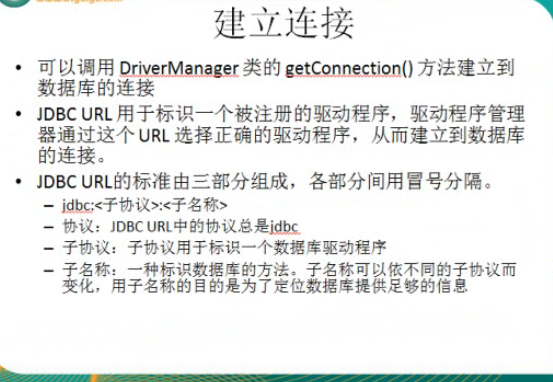 建立连接
• 可以调用 DriverManager 类的 getConnection() 方法建立到
数据库的连接
• JDBC URL 用于标识一个被注册的驱动程序，驱动程序管理
器通过这个 URL 选择正确的驱动程序，从而建立到数据库
的连接。
• JDBC URL的标准由三部分组成，各部分间用冒号分隔。
– jdbc:<子协议>:<子名称>
– 协议：JDBC URL中的协议总是jdbc
– 子协议：子协议用于标识一个数据库驱动程序
– 子名称：一种标识数据库的方法。子名称可以依不同的子协议而
变化，用子名称的目的是为了定位数据库提供足够的信息